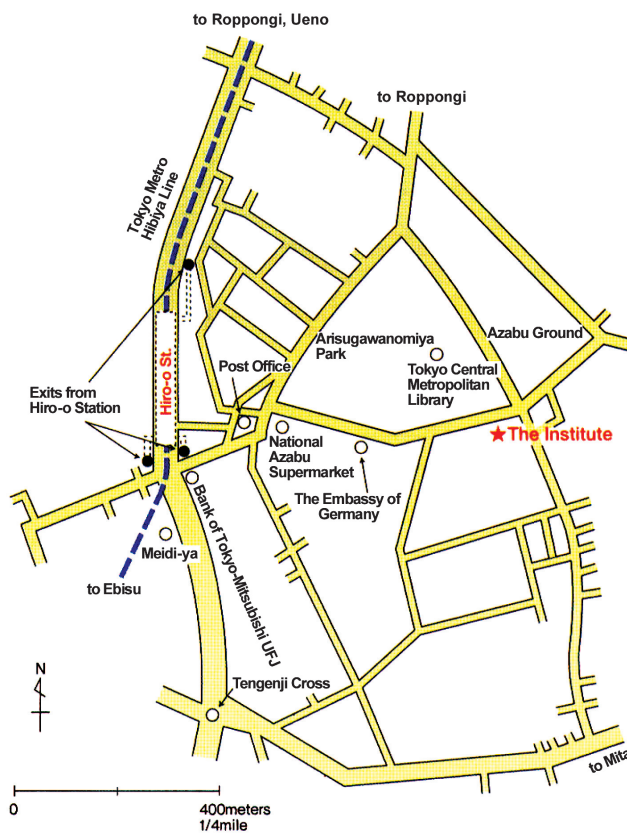 to Roppongi, Ueno
to Roppongi
Tokyo Metro
Hibiya Line
Arisugawanomiya
Park
Azabu Ground
Post Office
Tokyo Central
Metropolitan
Library
Exits from
Hiro-o Station
Hiro-o St.
★The Institute
National
Azabu
Supermarket
The Embassy of
Germany
Bank of Tokyo-Mitsubishi UFJ
Meidi-ya
to Ebisu
N
Tengenji Cross
to Mita
0
400meters
1/4mile